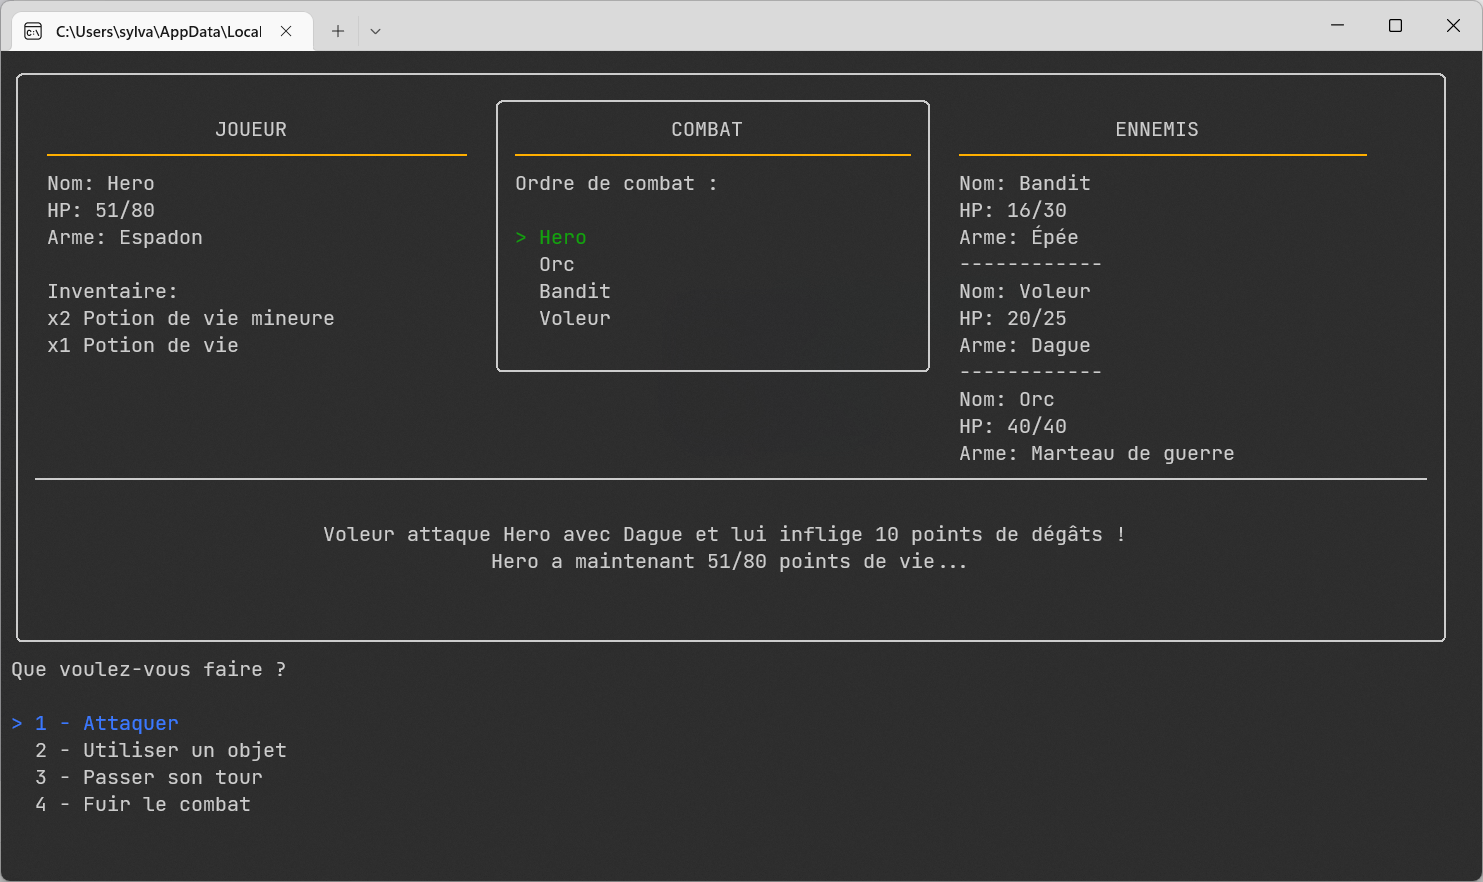 C:\Users\sylva\AppData\Local
JOUEUR
Nom: Hero
HP: 51/80
Arme: Espadon
Inventaire:
x2 Potion de vie mineure
x1 Potion de vie
COMBAT
Ordre de combat :
> Hero
Orc
Bandit
Voleur
ENNEMIS
Nom: Bandit
HP: 16/30
Arme: Épée
------------
Nom: Voleur
HP: 20/25
Arme: Dague
------------
Nom: Orc
HP: 40/40
Arme: Marteau de guerre
Voleur attaque Hero avec Dague et lui inflige 10 points de dégâts !
Hero a maintenant 51/80 points de vie...
Que voulez-vous faire ?
> 1 - Attaquer
2 - Utiliser un objet
3 - Passer son tour
4 - Fuir le combat